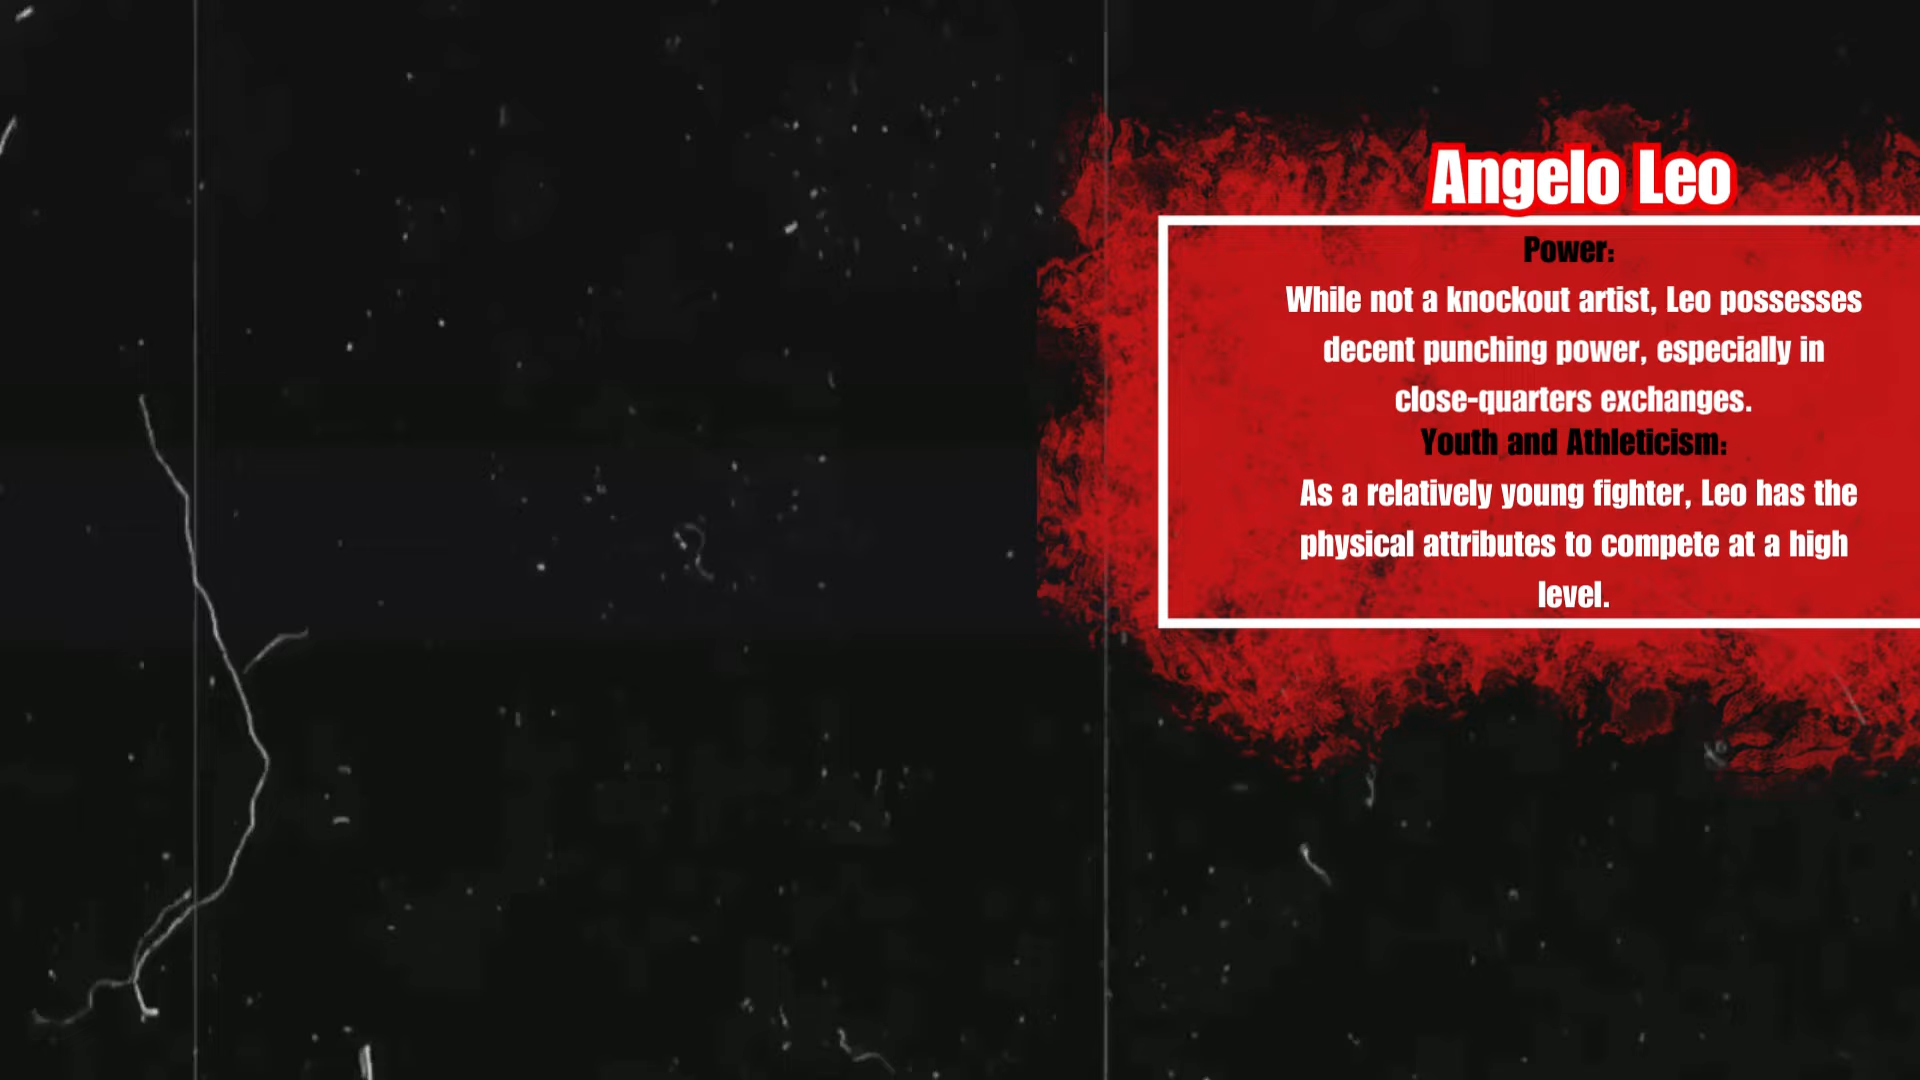 Angelo Leo
Power:
While not a knockout artist, Leo possesses
decent punching power, especially in
close-quarters exchanges.
Youth and Athleticism:
As a relatively young fighter, Leo has the
physical attributes to compete at a high
level.